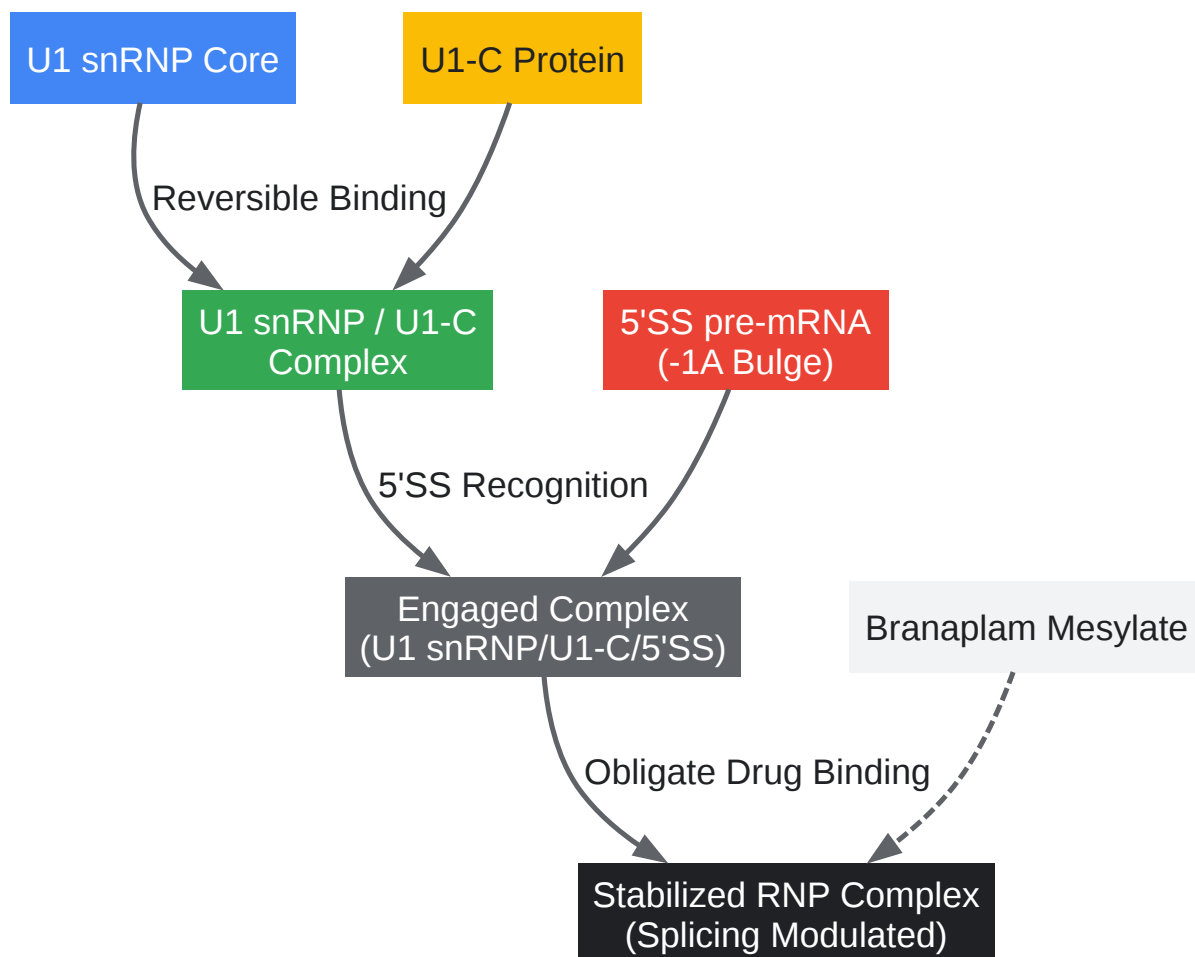 U1 snRNP Core
U1-C Protein
Reversible Binding
U1 snRNP / U1-C
Complex
5'SS pre-mRNA
(-1A Bulge)
5'SS Recognition
Engaged Complex
(U1 snRNP/U1-C/5'SS)
Branaplam Mesylate
Obligate Drug Binding
Stabilized RNP Complex
(Splicing Modulated)